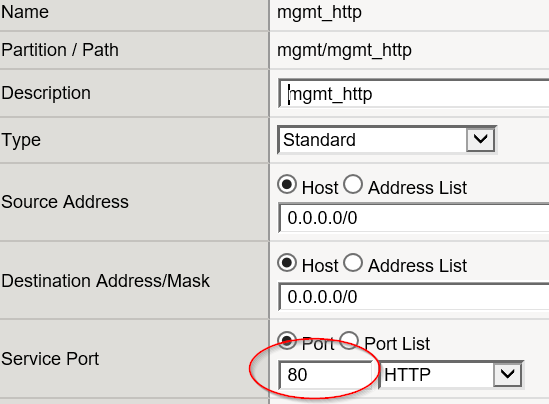 Name mgmt_http
Partition / Path mgmt/mgmt_http
Description mgmt_http
Type Standard
Source Address Host Address List
0.0.0.0/0
Destination Address/Mask Host Address List
0.0.0.0/0
Service Port Port Port List
80 HTTP